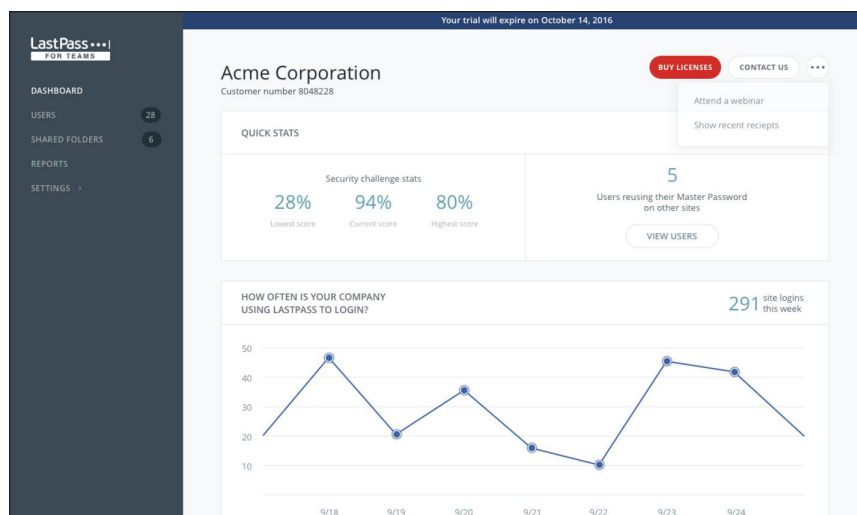 Your trial will expire on October 14, 2016
LastPass •••|
FOR TEAMS
DASHBOARD
USERS 28
SHARED FOLDERS 6
REPORTS
SETTINGS >
Acme Corporation
Customer number 8048228
BUY LICENSES
CONTACT US
•••
Attend a webinar
Show recent reciepts
QUICK STATS
Security challenge stats
28% 94% 80%
Lowest score Current score Highest score
5
Users reusing their Master Password
on other sites
VIEW USERS
HOW OFTEN IS YOUR COMPANY
USING LASTPASS TO LOGIN?
291 site logins
this week
50
40
30
20
10
9/18 9/19 9/20 9/21 9/22 9/23 9/24